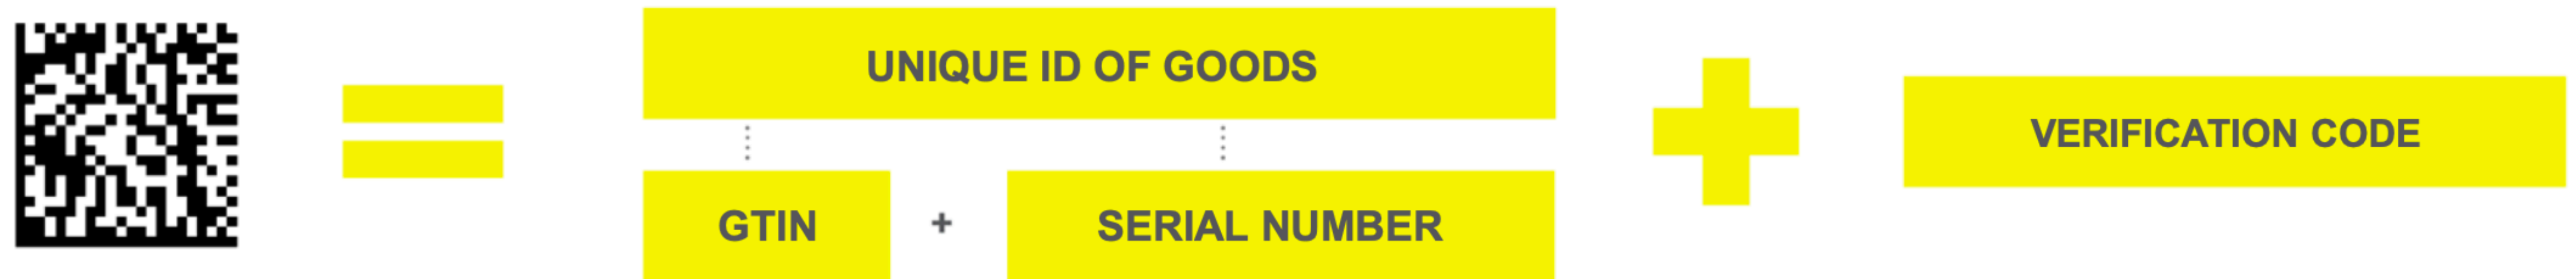 UNIQUE ID OF GOODS
VERIFICATION CODE
GTIN + SERIAL NUMBER